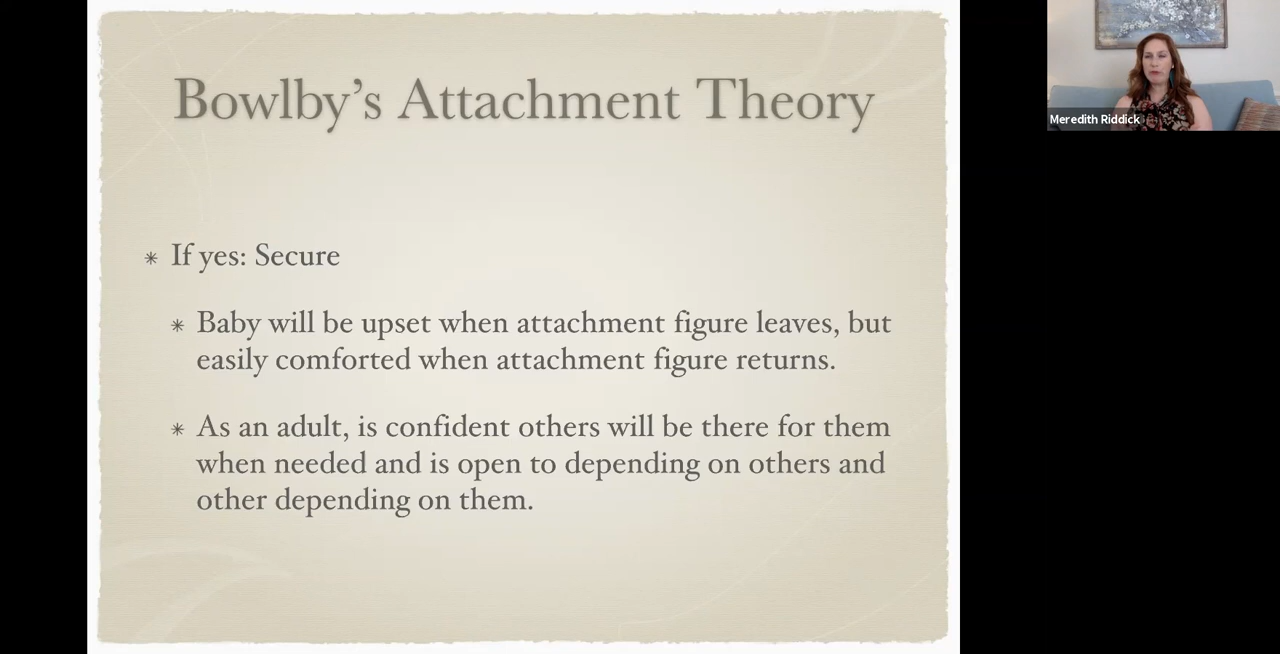 Bowlby’s Attachment Theory
Meredith Riddick
✳ If yes: Secure
✳ Baby will be upset when attachment figure leaves, but
easily comforted when attachment figure returns.
✳ As an adult, is confident others will be there for them
when needed and is open to depending on others and
other depending on them.